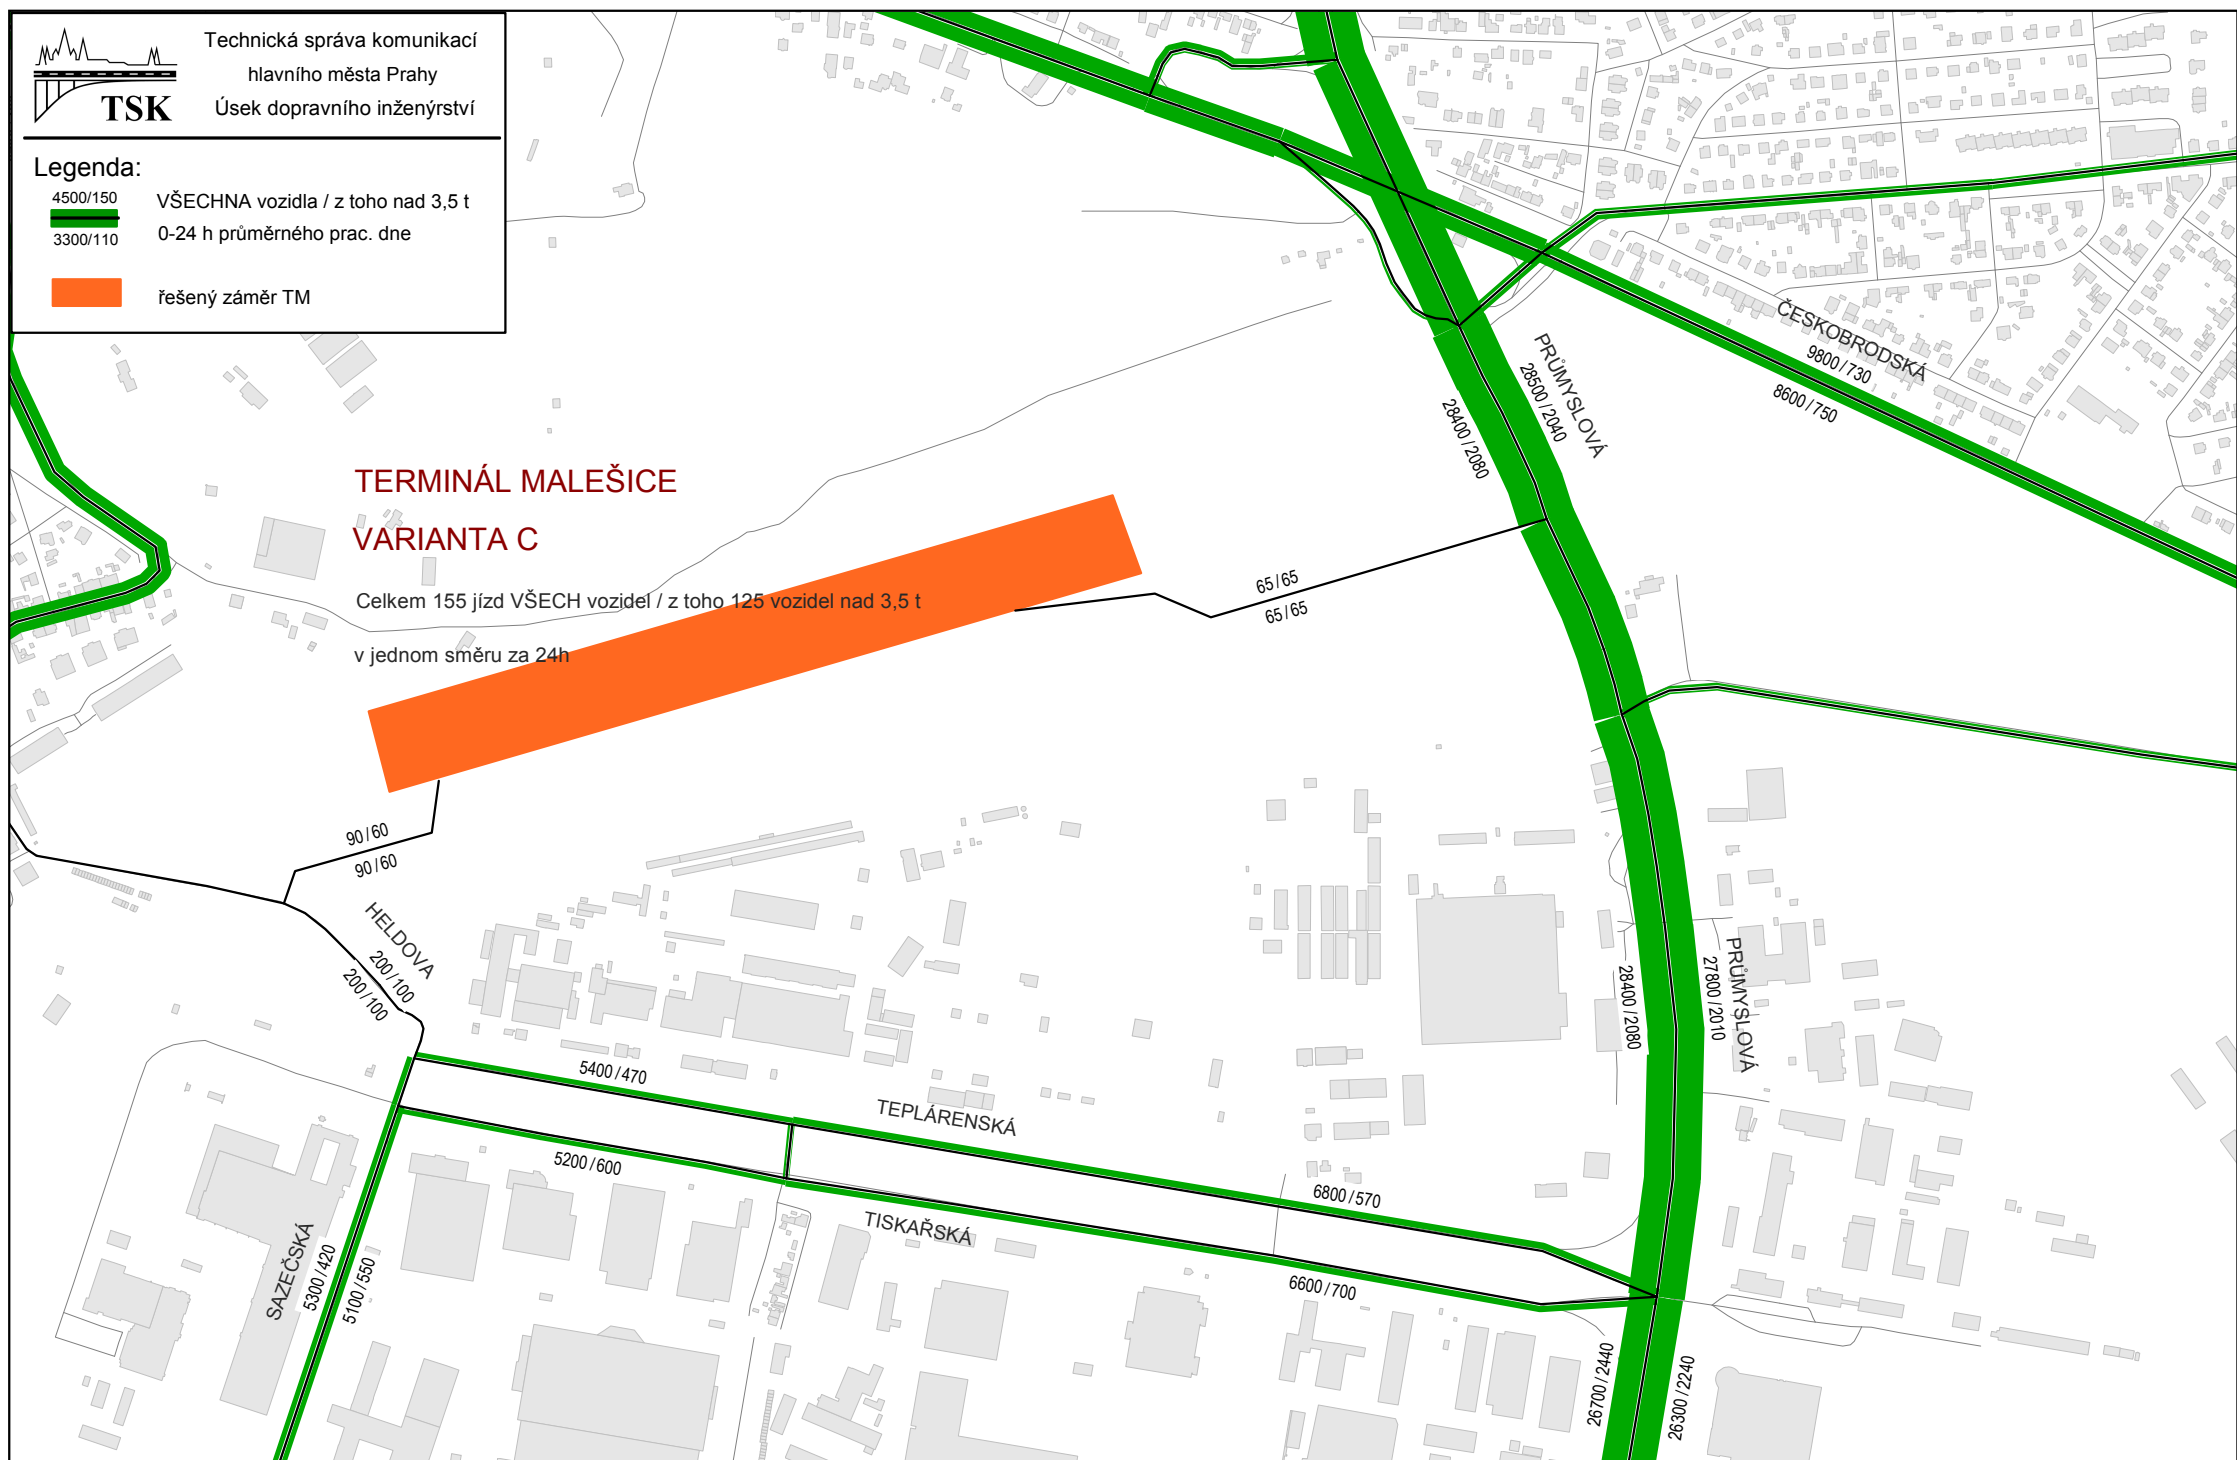 Technická správa komunikací
hlavního města Prahy
Úsek dopravního inženýrství
TSK
Legenda:
4500/150
VŠECHNA vozidla / z toho nad 3,5 t
3300/110
0-24 h průměrného prac. dne
řešený záměr TM
ČESKOBRODSKÁ
9800/730
8600/750
PRŮMYSLOVÁ
28500/2040
28400/2080
TERMINÁL MALEŠICE
VARIANTA C
Celkem 155 jízd VŠECH vozidel / z toho 125 vozidel nad 3,5 t
v jednom směru za 24h
65/65
65/65
90/60
90/60
HELDOVA
200/100
200/100
PRŮMYSLOVÁ
27800/2010
28400/2080
5400/470
TEPLÁRENSKÁ
5200/600
6800/570
TISKAŘSKÁ
6600/700
SAZEČSKÁ
5300/420
5100/550
26700/2440
26300/2240